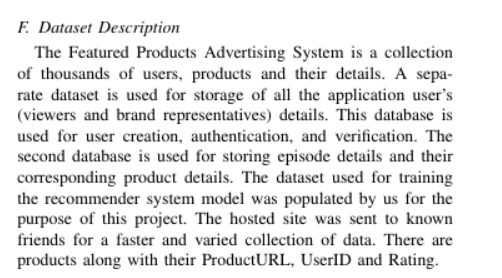 F. Dataset Description
The Featured Products Advertising System is a collection
of thousands of users, products and their details. A sepa-
rate dataset is used for storage of all the application user's
(viewers and brand representatives) details. This database is
used for user creation, authentication, and verification. The
second database is used for storing episode details and their
corresponding product details. The dataset used for training
the recommender system model was populated by us for the
purpose of this project. The hosted site was sent to known
friends for a faster and varied collection of data. There are
products along with their ProductURL, UserID and Rating.